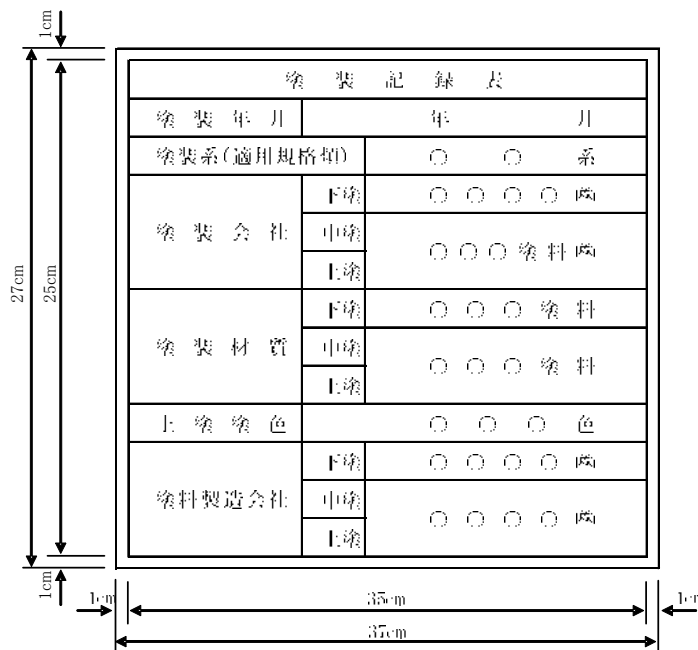 1cm
塗装記録表
塗装年月 年 月
塗装系(適用規格類) ○ ○ 系
塗装会社 下塗 ○○○○㈱
中塗 ○○○塗料㈱
上塗
塗装材質 下塗 ○○○塗料
中塗 ○○○塗料
上塗
上塗塗色 ○○○色
塗料製造会社 下塗 ○○○○㈱
中塗 ○○○○㈱
上塗
27cm
25cm
1cm
1cm
35cm
1cm
37cm